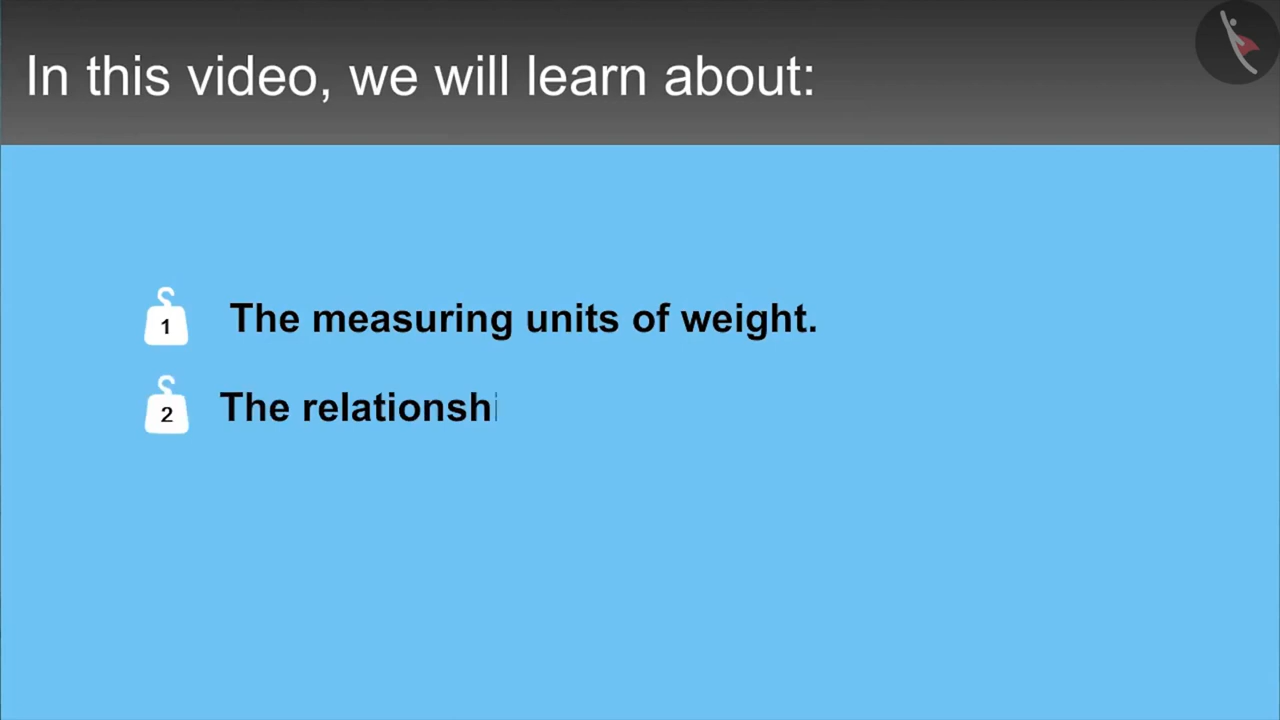 In this video, we will learn about:
1 The measuring units of weight.
2 The relationshi